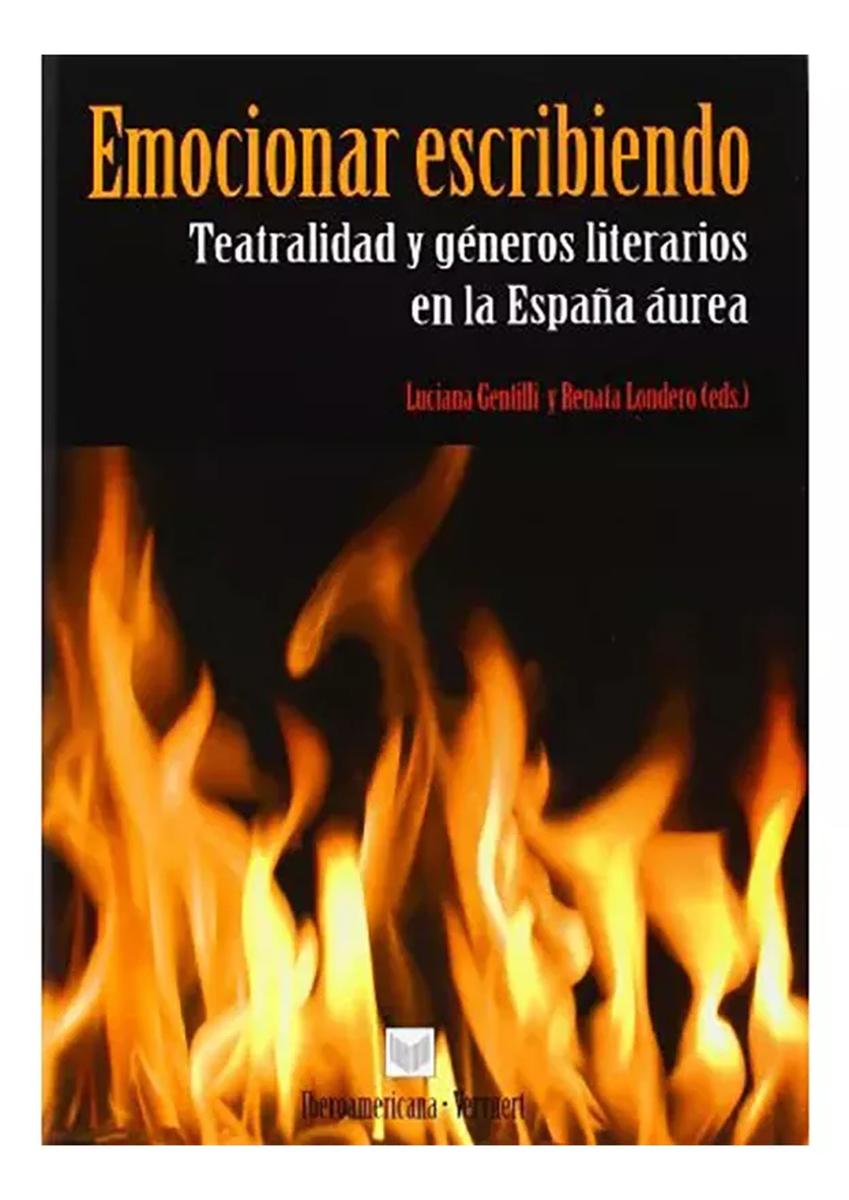 Emocionar escribiendo
Teatralidad y géneros literarios
en la España áurea
Luciana Gentilli y Renata Londero (eds.)
Iberoamericana · Vervuert